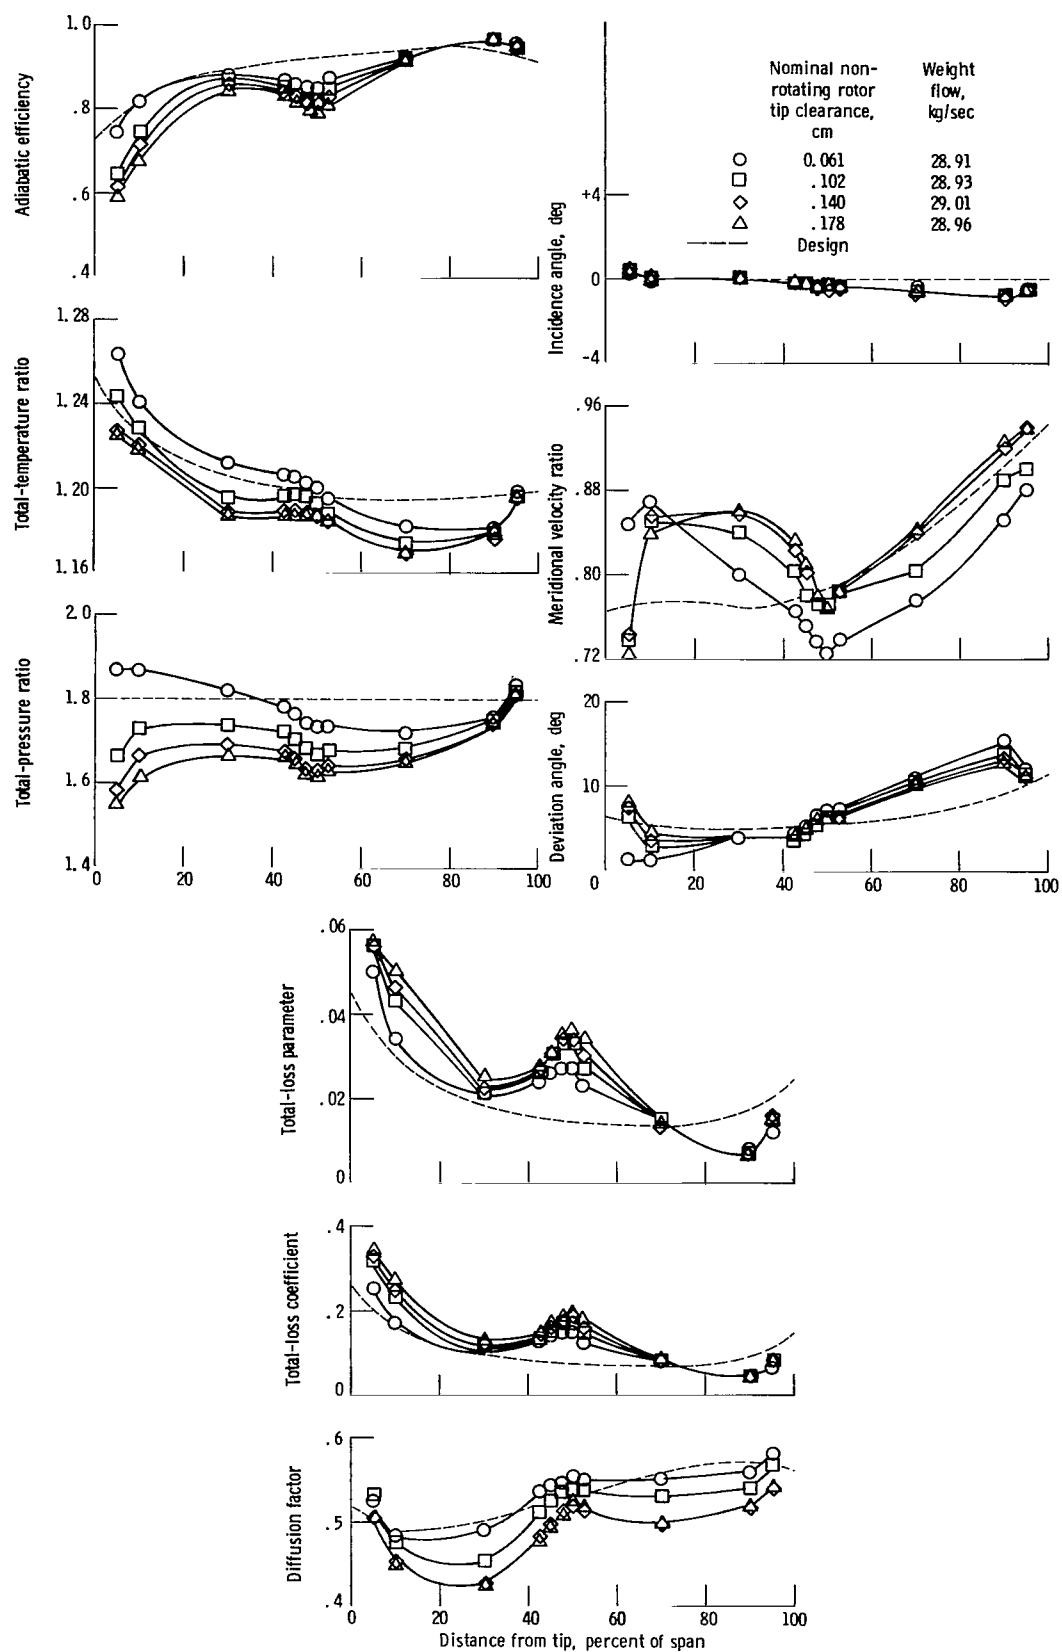 1.0
.8
.6
.4
Adiabatic efficiency
Nominal non-
rotating rotor
tip clearance,
cm
Weight
flow,
kg/sec
0.061 28.91
.102 28.93
.140 29.01
.178 28.96
Design
+4
0
-4
Incidence angle, deg
1.28
1.24
1.20
1.16
Total-temperature ratio
.96
.88
.80
.72
Meridional velocity ratio
2.0
1.8
1.6
1.4
Total-pressure ratio
0 20 40 60 80 100
20
10
0 20 40 60 80 100
Deviation angle, deg
.06
.04
.02
0
Total-loss parameter
.4
.2
0
Total-loss coefficient
.6
.5
.4
Diffusion factor
0 20 40 60 80 100
Distance from tip, percent of span